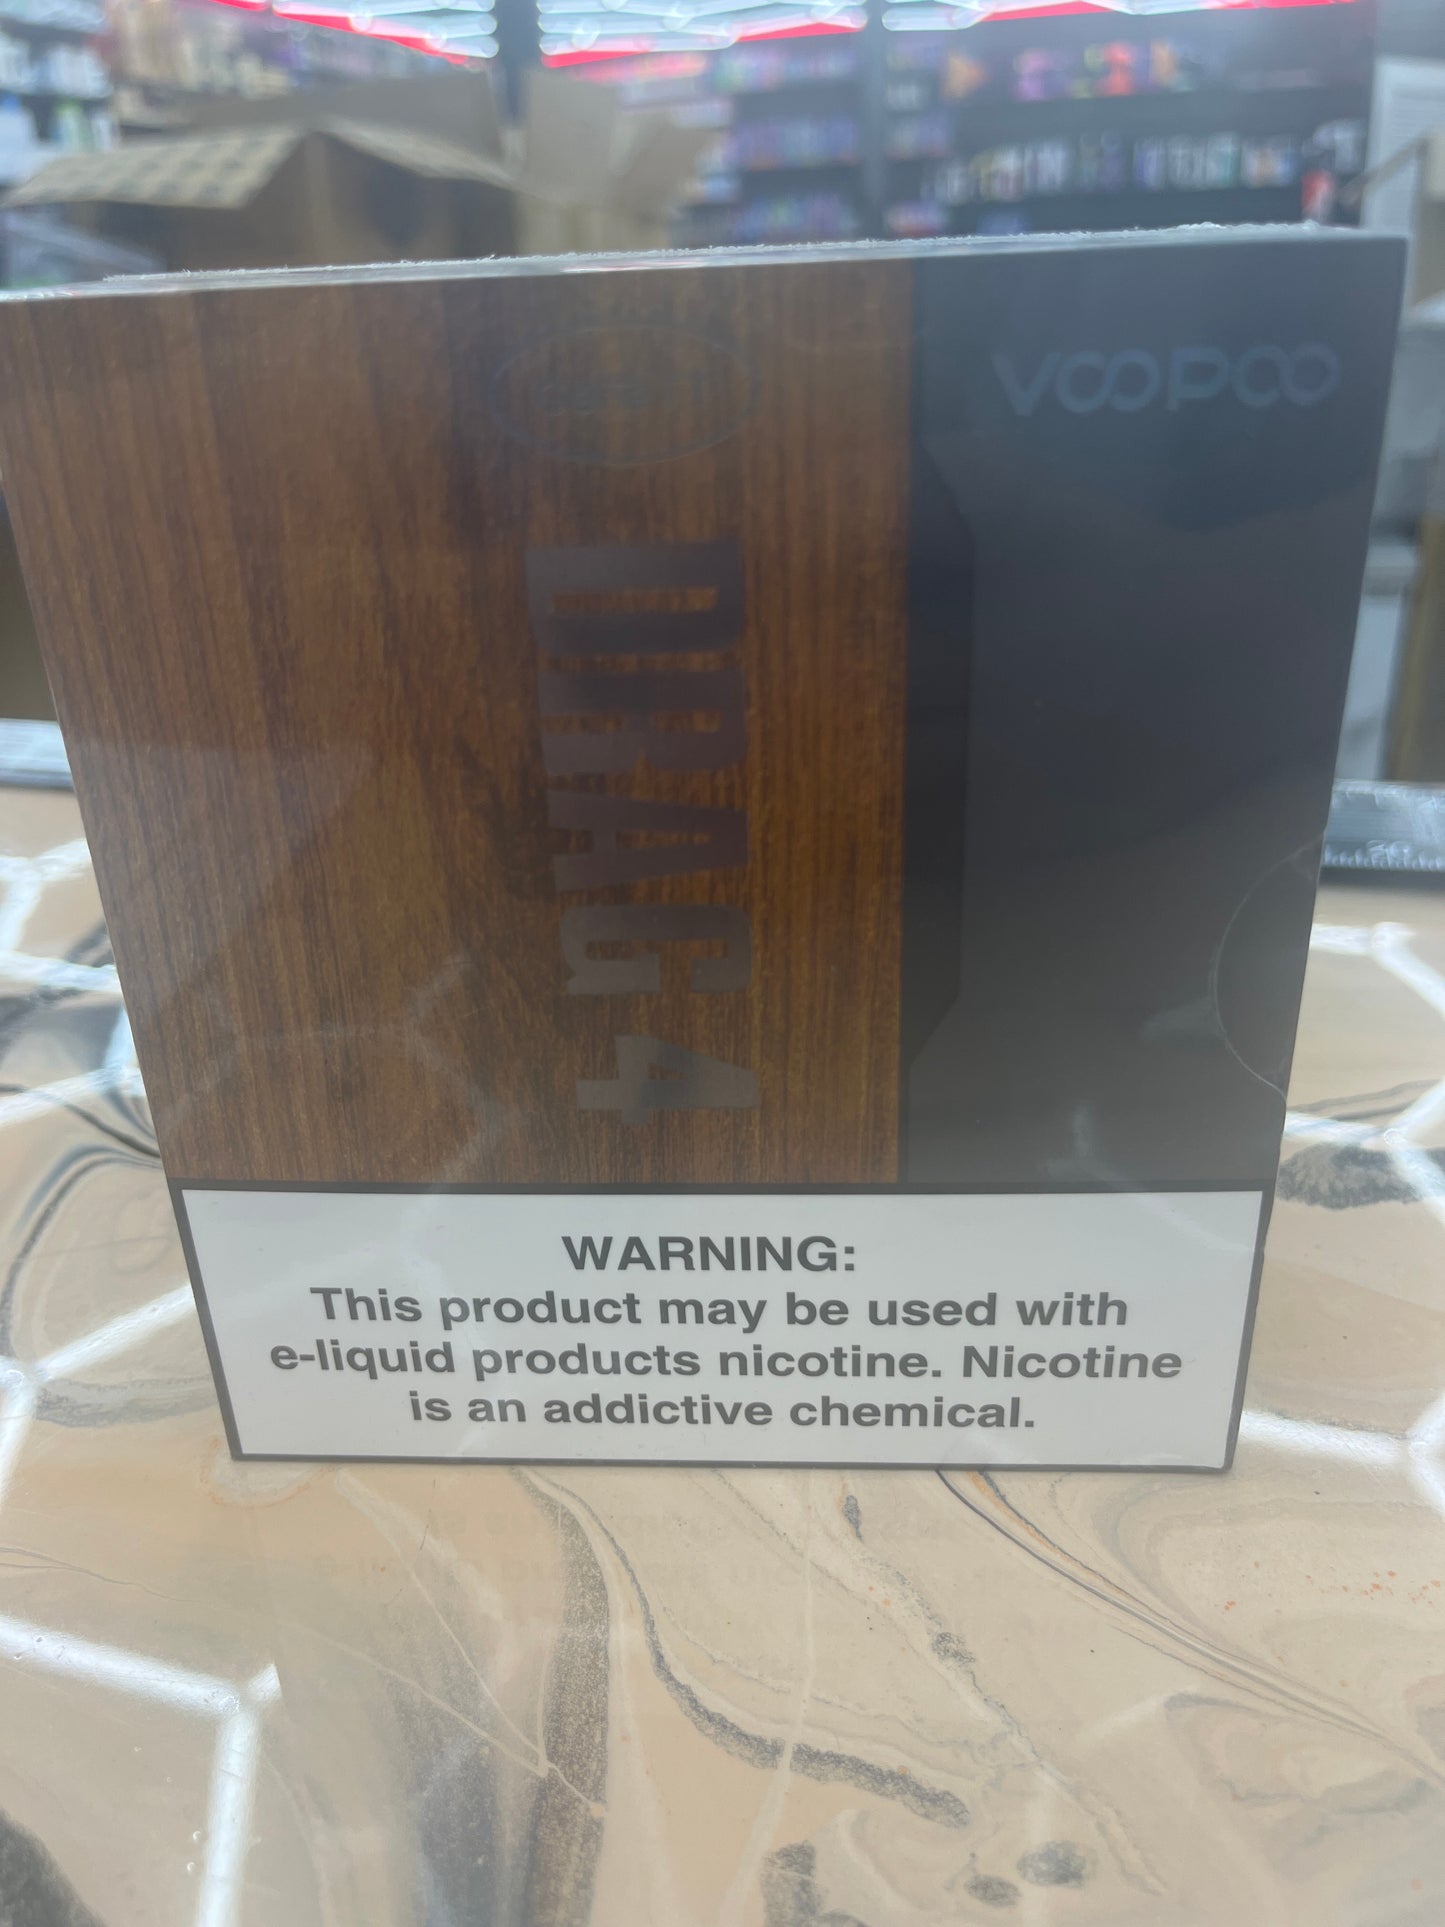 VOOPOO
DRAG 4
WARNING:
This product may be used with
e-liquid products nicotine. Nicotine
is an addictive chemical.